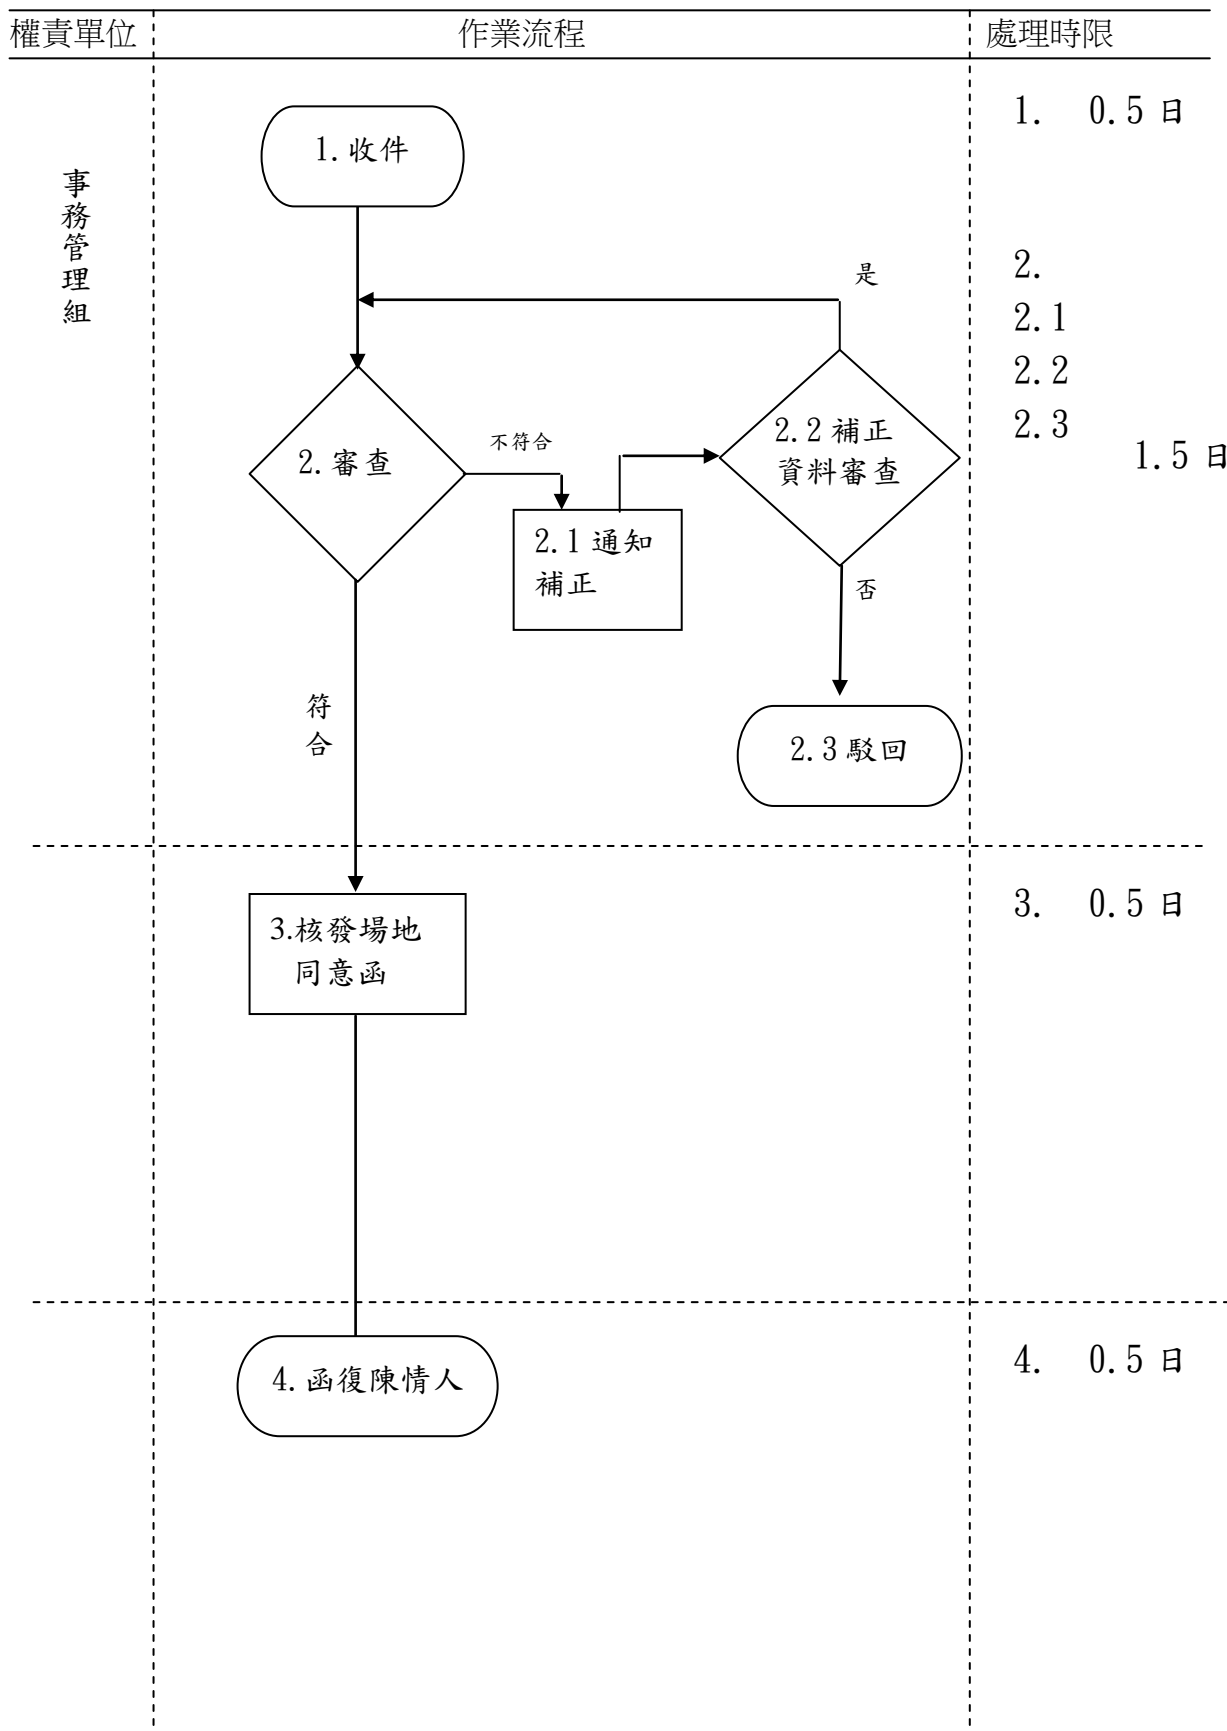 權責單位
作業流程
處理時限
事務管理組
1.收件
1. 0.5日
是
2.
2.1
2.2
2.3
1.5日
2.審查
不符合
2.1通知
補正
2.2補正
資料審查
否
2.3駁回
符合
3.核發場地
同意函
3. 0.5日
4.函復陳情人
4. 0.5日